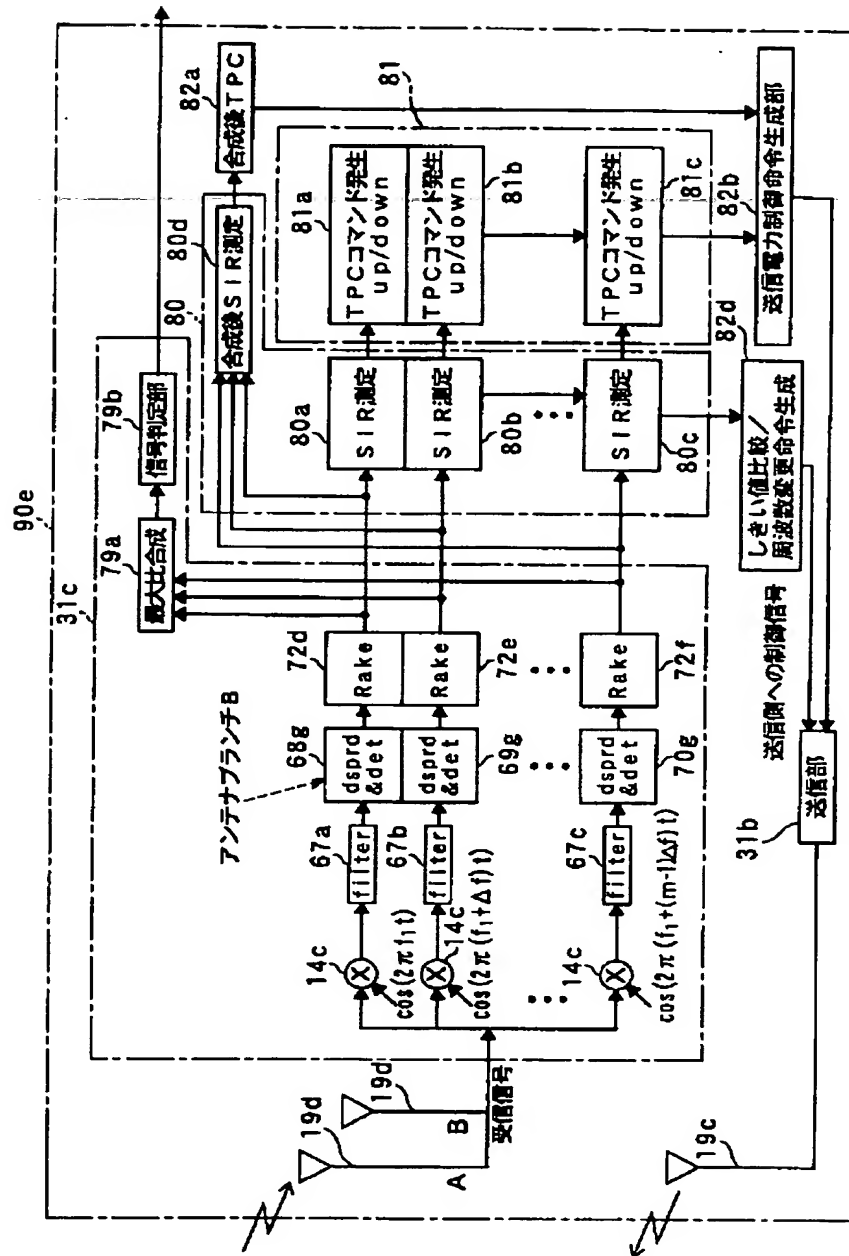 90e
31c
79a
最大比合成
79b
信号判定部
80
80d
合成後SIR測定
82a
合成後TPC
81
アンテナブランチB
14c
cos(2πf₁t)
67a
filter
68g
dsprd
&det
72d
Rake
80a
SIR測定
81a
TPCコマンド発生
up/down
14c
cos(2π(f₁+Δf)t)
67b
filter
69g
dsprd
&det
72e
Rake
80b
SIR測定
81b
TPCコマンド発生
up/down
14c
cos(2π(f₁+(m-1)Δf)t)
67c
filter
70g
dsprd
&det
72f
Rake
80c
SIR測定
81c
TPCコマンド発生
up/down
19d
A
19d
B
受信信号
82d
しきい値比較/
周波数変更命令生成
82b
送信電力制御命令生成部
送信側への制御信号
31b
送信部
19c